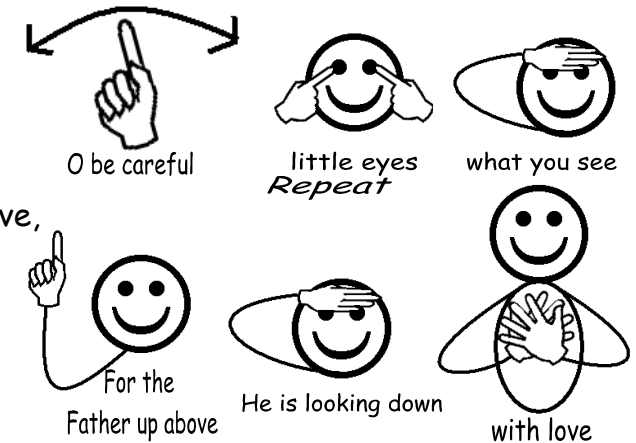 O be careful
little eyes
what you see
Repeat
ve,
For the
Father up above
He is looking down
with love